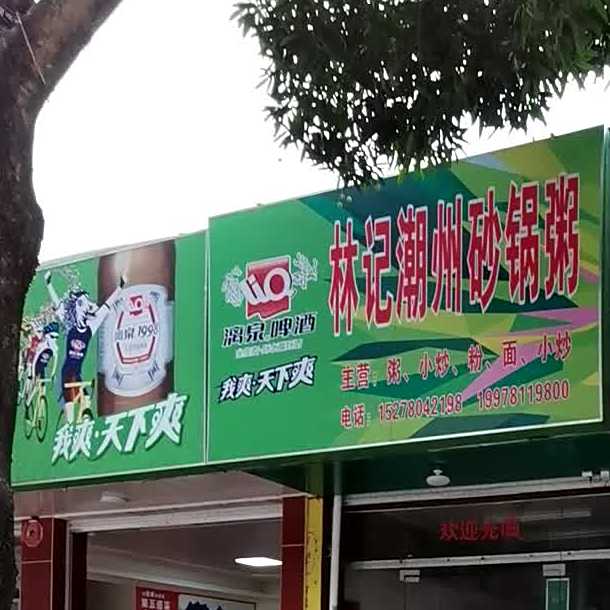 漓泉1998
我爽·天下爽
LQ
漓泉啤酒
我爽·天下爽
林记潮州砂锅粥
主营：粥、小炒、粉、面、小炒
电话：15278042198 19978119800
欢迎光临